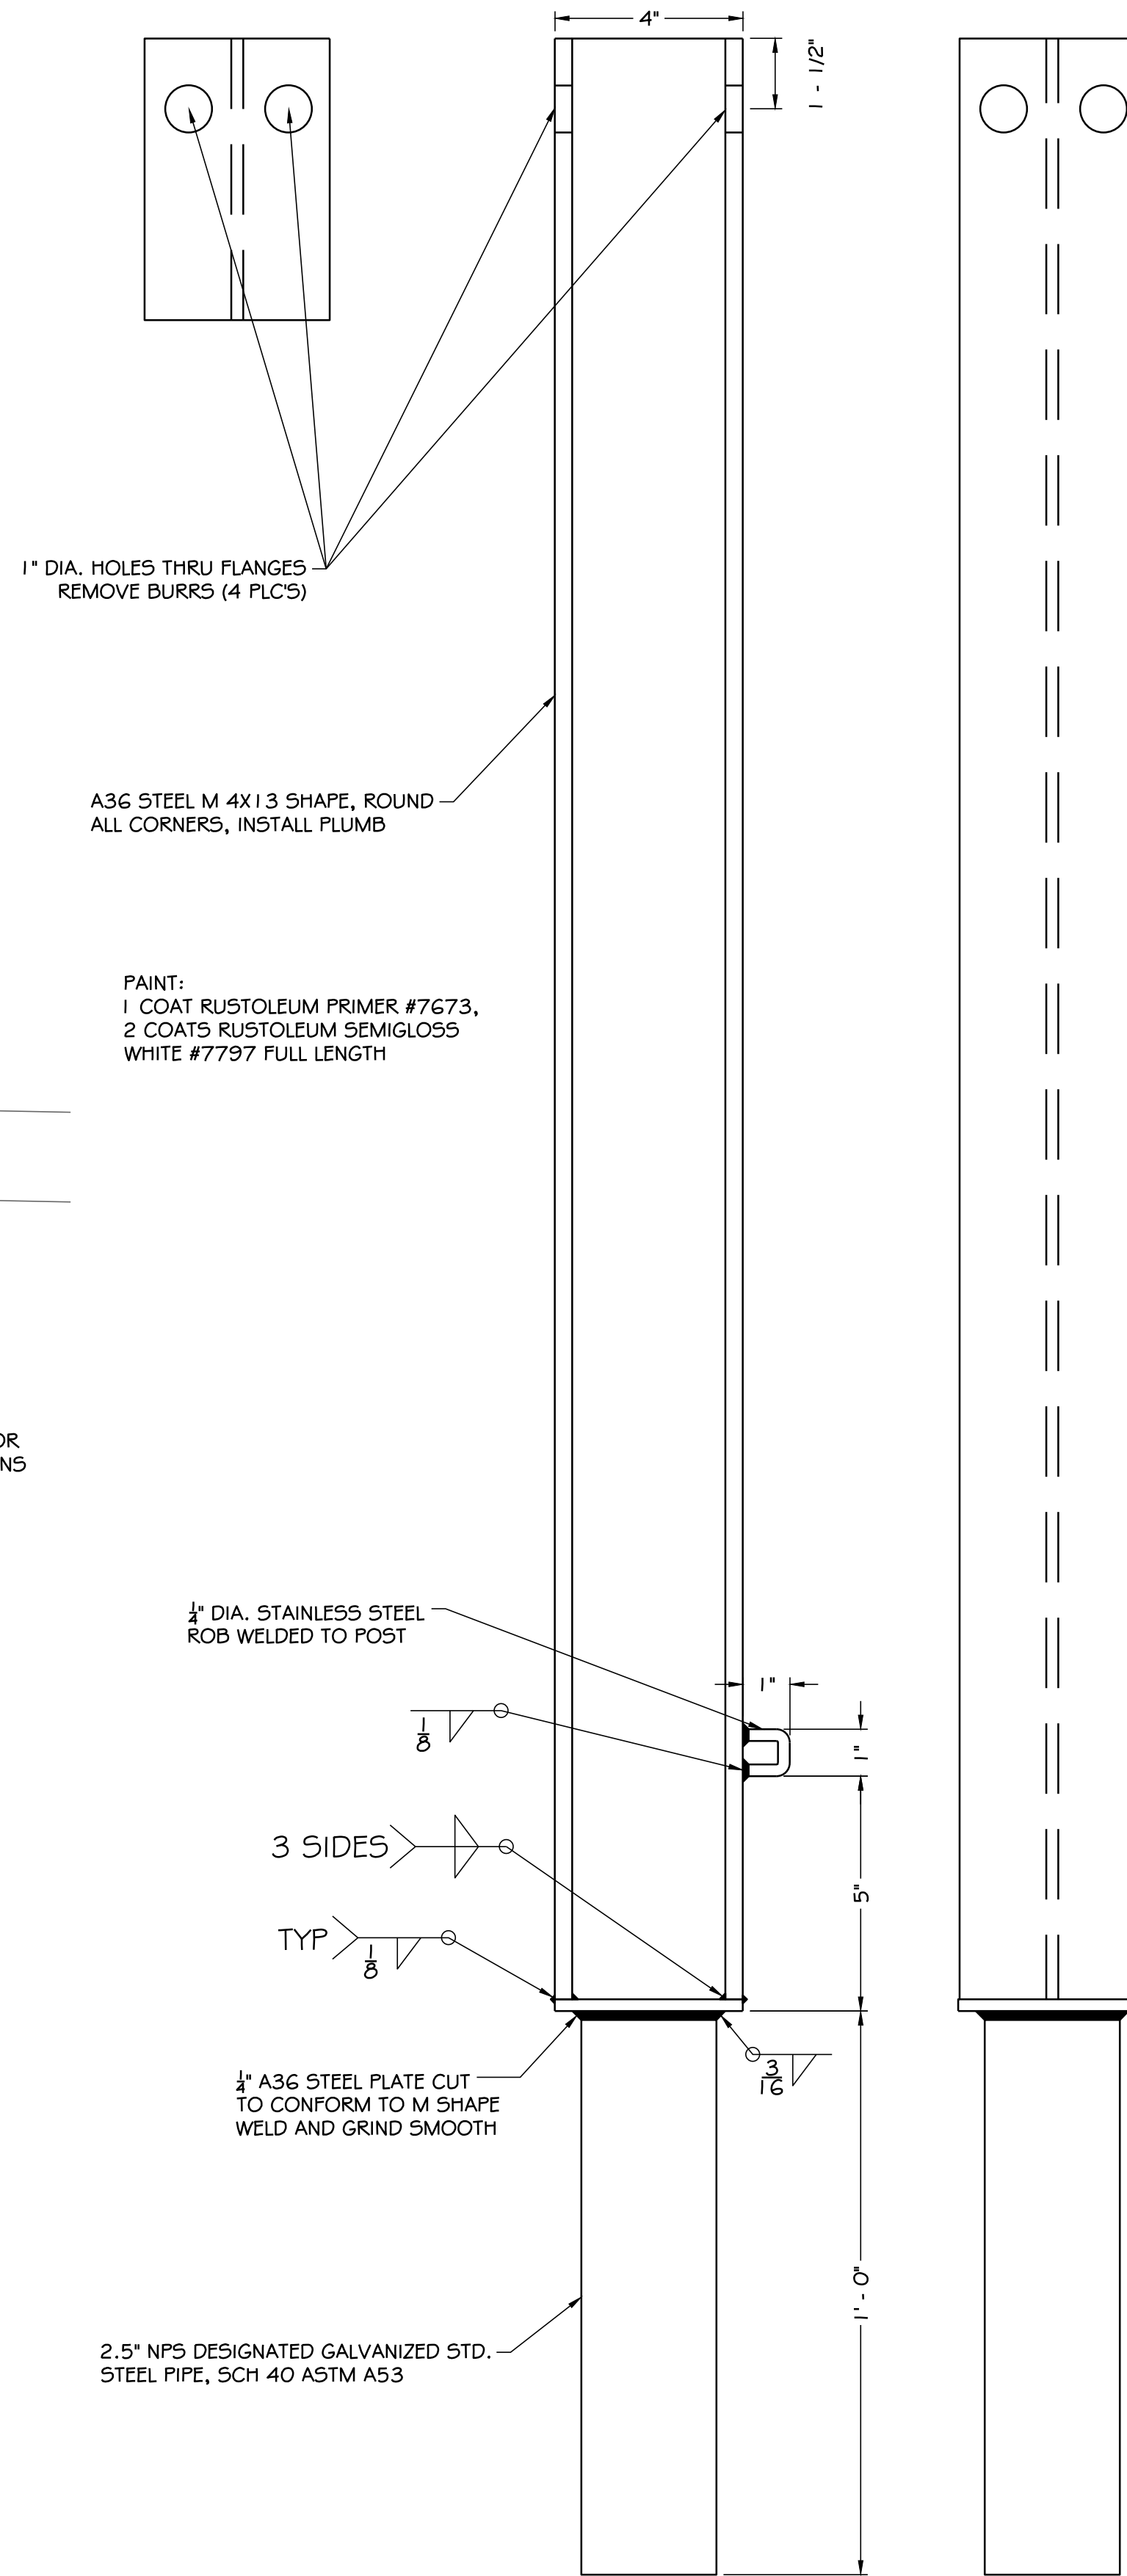 4"
1 - 1/2"
1" DIA. HOLES THRU FLANGES
REMOVE BURRS (4 PLC'S)
A36 STEEL M 4X13 SHAPE, ROUND
ALL CORNERS, INSTALL PLUMB
PAINT:
1 COAT RUSTOLEUM PRIMER #7673,
2 COATS RUSTOLEUM SEMIGLOSS
WHITE #7797 FULL LENGTH
OR
NS
1/4" DIA. STAINLESS STEEL
ROB WELDED TO POST
1"
1/8
1"
3 SIDES
5"
TYP
1/8
1/4" A36 STEEL PLATE CUT
TO CONFORM TO M SHAPE
WELD AND GRIND SMOOTH
3/16
1' - 0"
2.5" NPS DESIGNATED GALVANIZED STD.
STEEL PIPE, SCH 40 ASTM A53